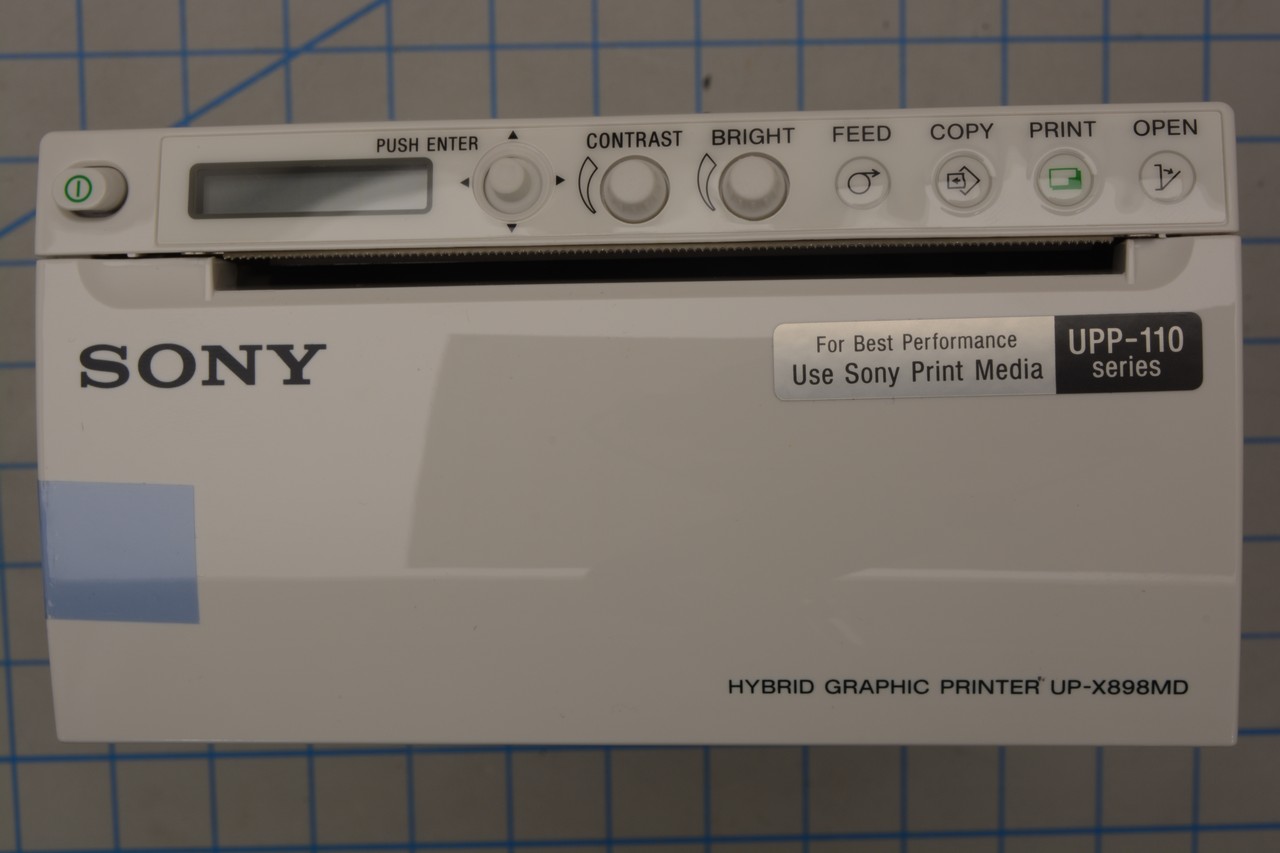 PUSH ENTER
CONTRAST
BRIGHT
FEED
COPY
PRINT
OPEN
SONY
For Best Performance
Use Sony Print Media
UPP-110
series
HYBRID GRAPHIC PRINTER UP-X898MD